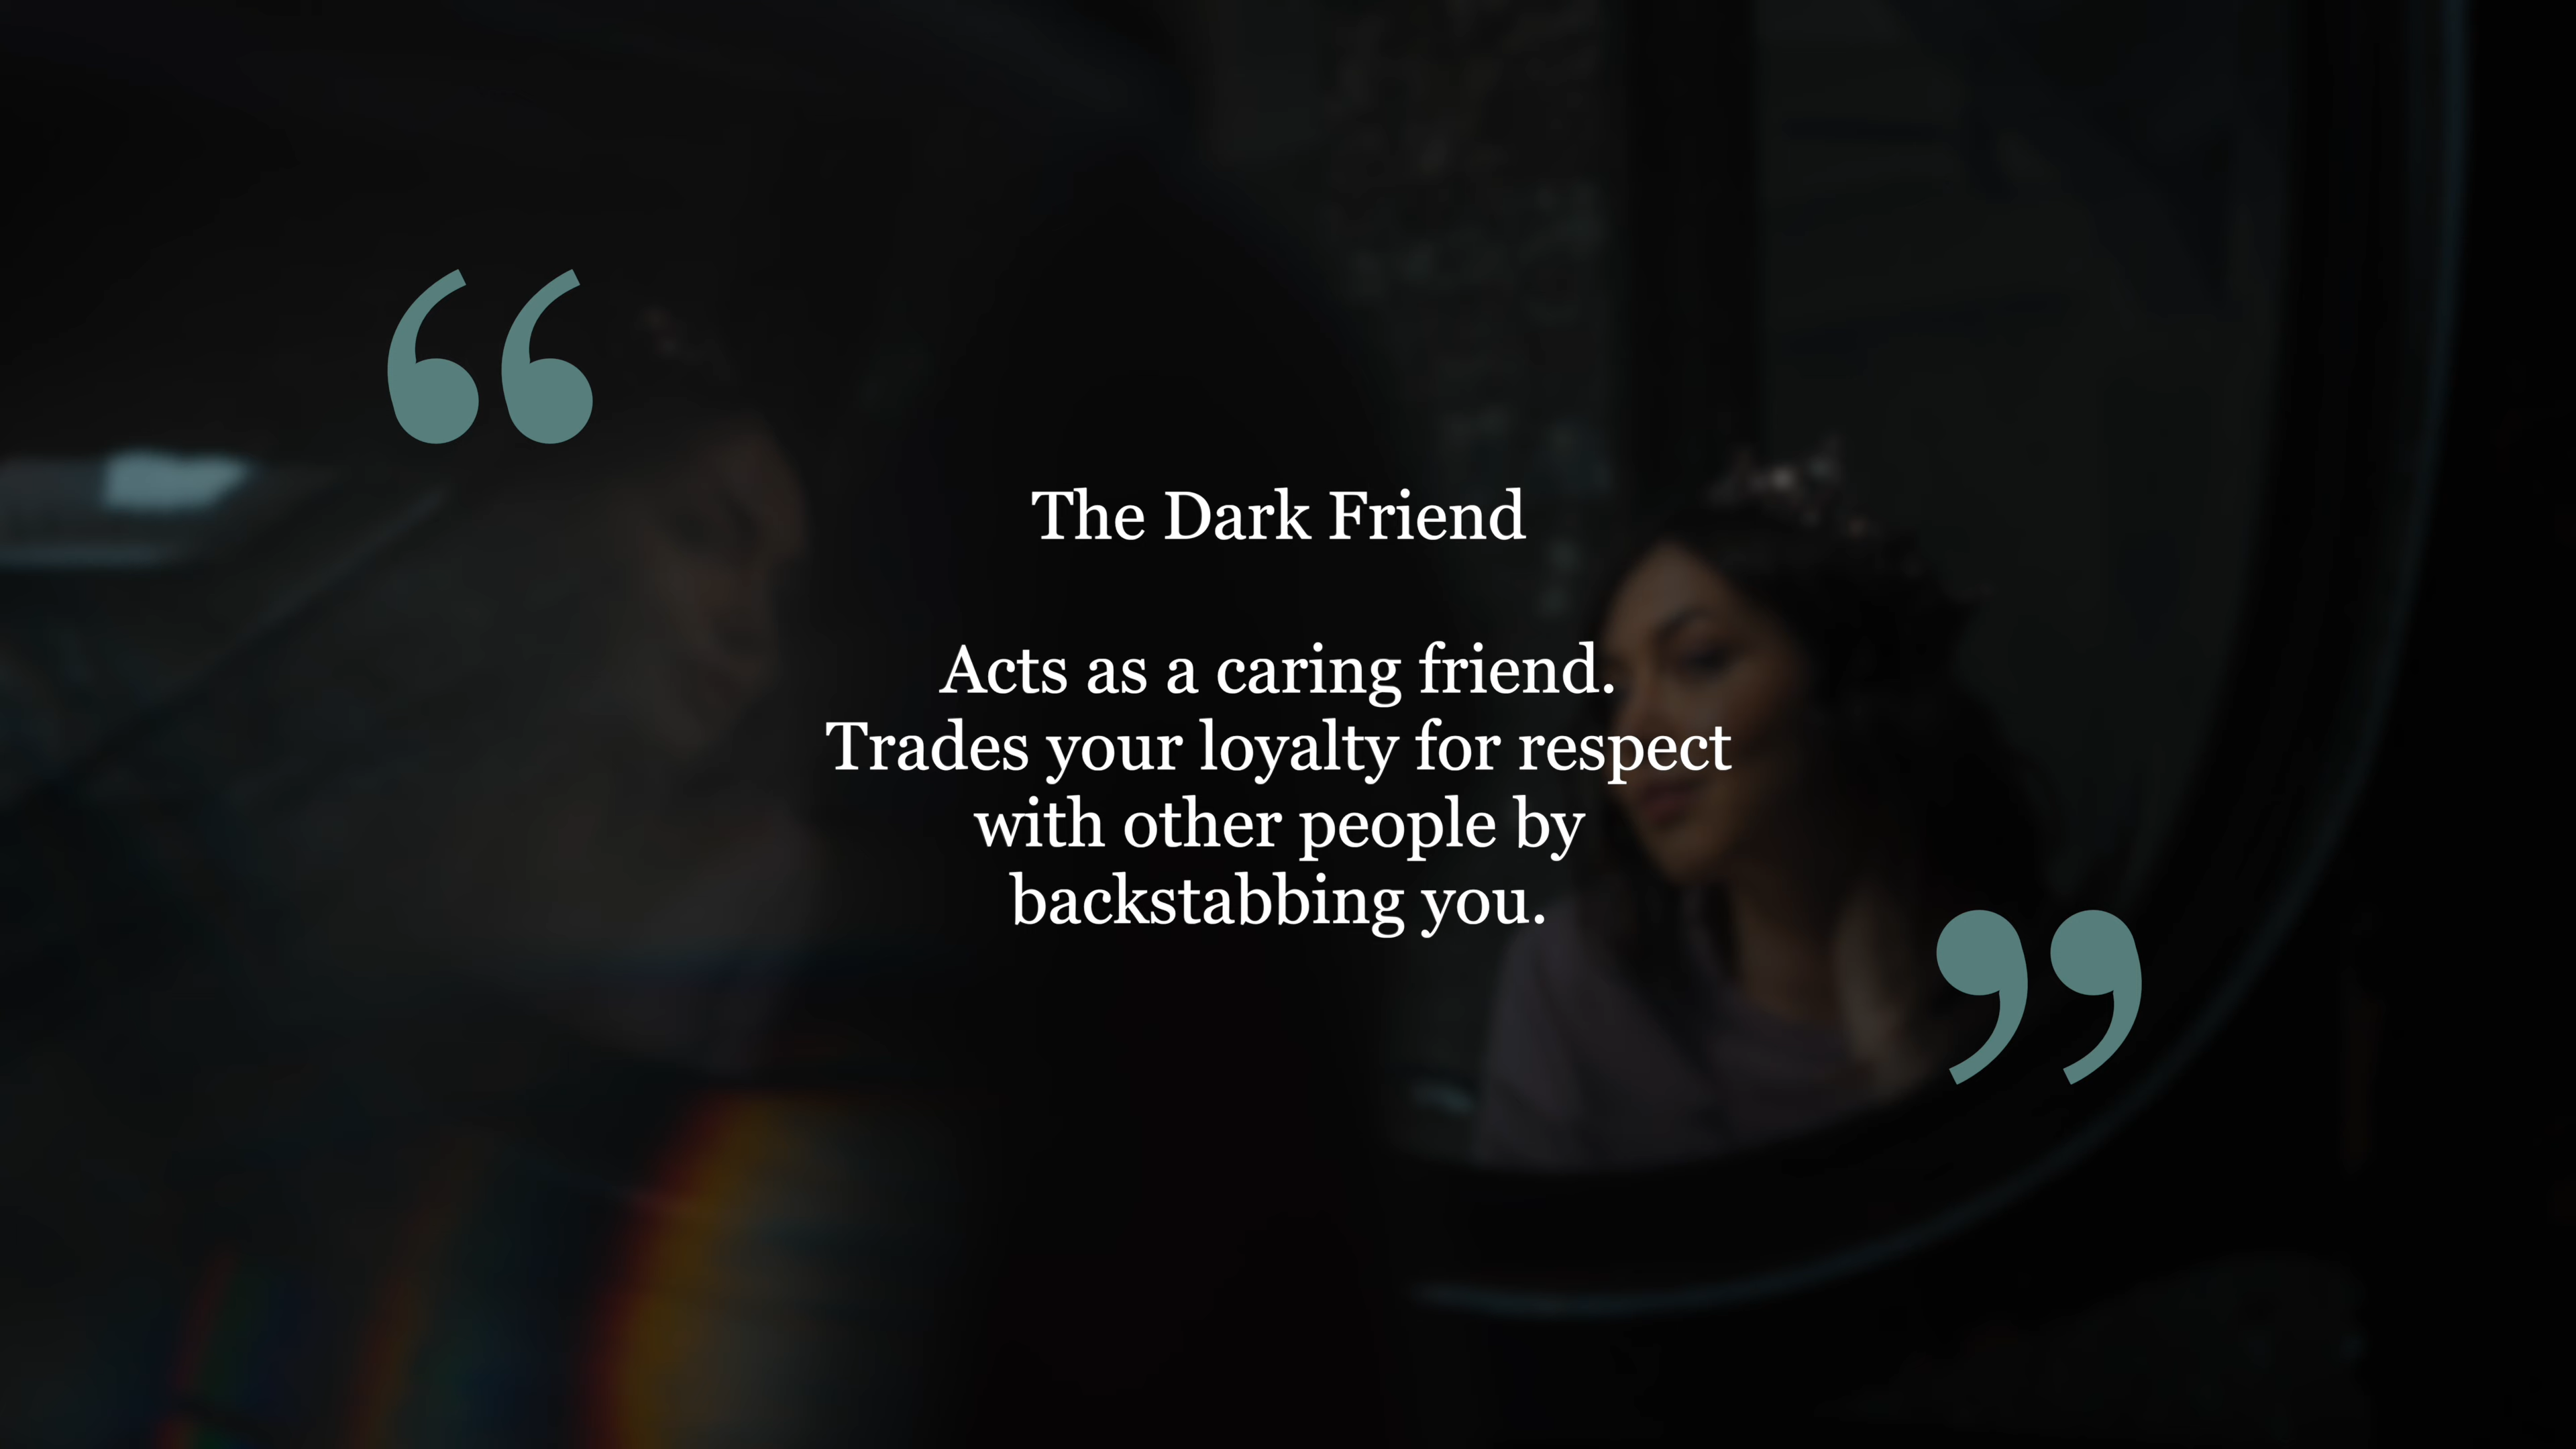 “
The Dark Friend
Acts as a caring friend.
Trades your loyalty for respect
with other people by
backstabbing you.
”